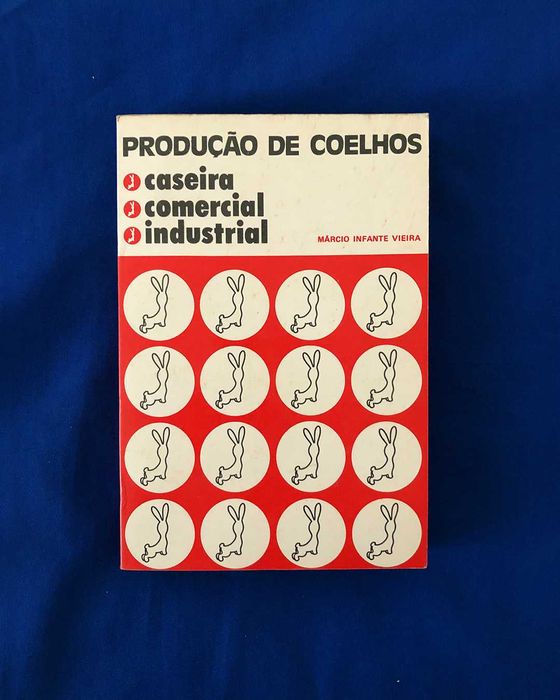 PRODUÇÃO DE COELHOS
caseira
comercial
industrial
MÁRCIO INFANTE VIEIRA